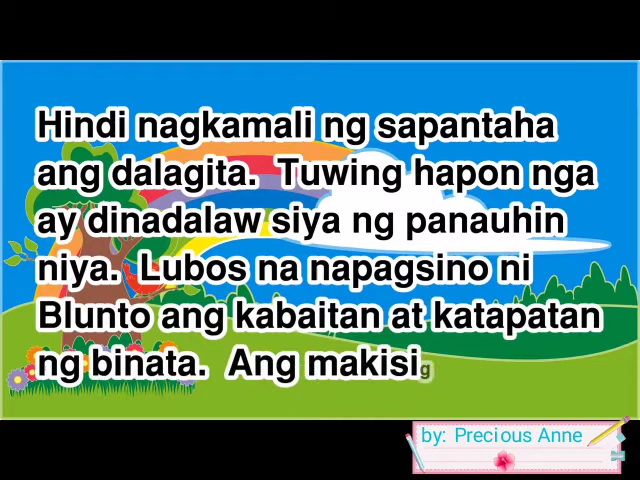 Hindi nagkamali ng sapantaha
ang dalagita. Tuwing hapon nga
ay dinadalaw siya ng panauhin
niya. Lubos na napagsino ni
Blunto ang kabaitan at katapatan
ng binata. Ang makisig
by: Precious Anne